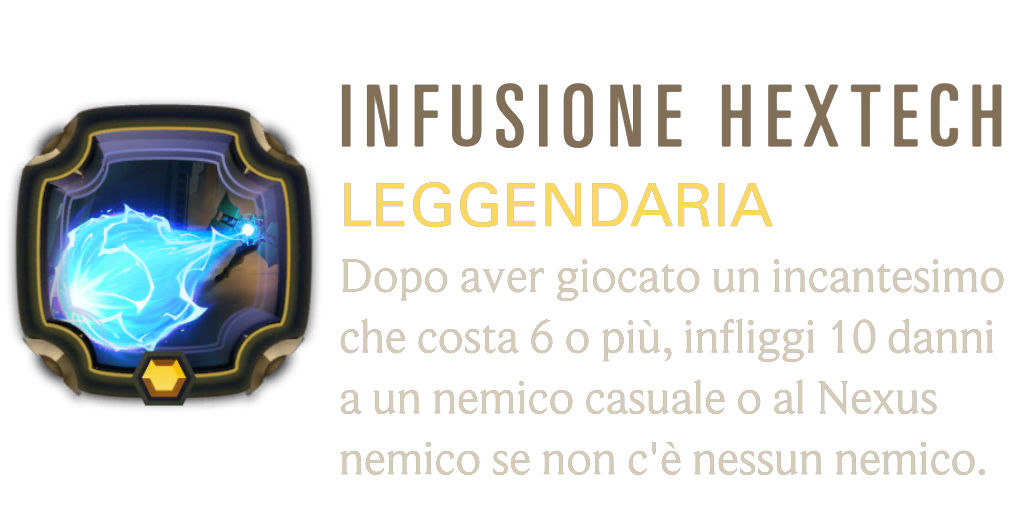 INFUSIONE HEXTECH
LEGGENDARIA
Dopo aver giocato un incantesimo
che costa 6 o più, infliggi 10 danni
a un nemico casuale o al Nexus
nemico se non c'è nessun nemico.